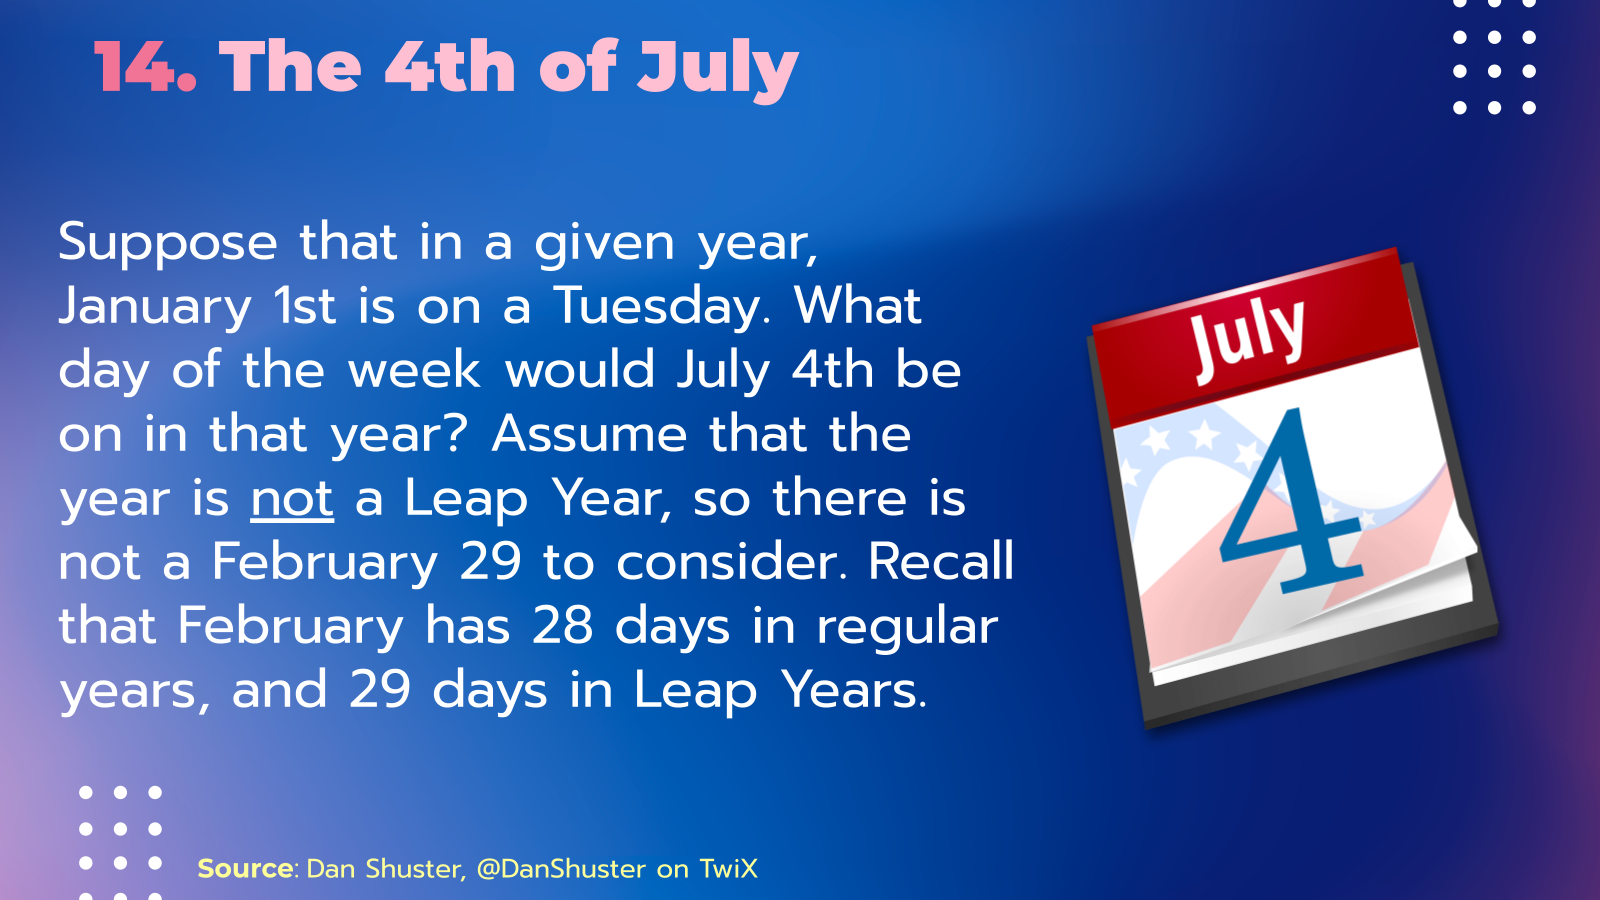 14. The 4th of July
Suppose that in a given year,
January 1st is on a Tuesday. What
day of the week would July 4th be
on in that year? Assume that the
year is not a Leap Year, so there is
not a February 29 to consider. Recall
that February has 28 days in regular
years, and 29 days in Leap Years.
July
4
Source: Dan Shuster, @DanShuster on TwiX